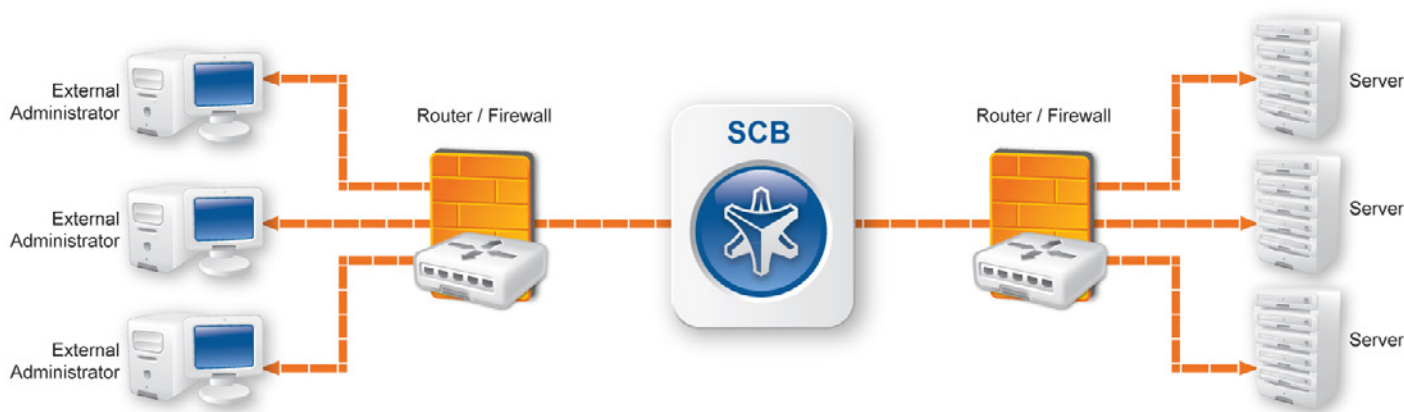 External
Administrator
Router / Firewall
SCB
Router / Firewall
Server
External
Administrator
Server
External
Administrator
Server